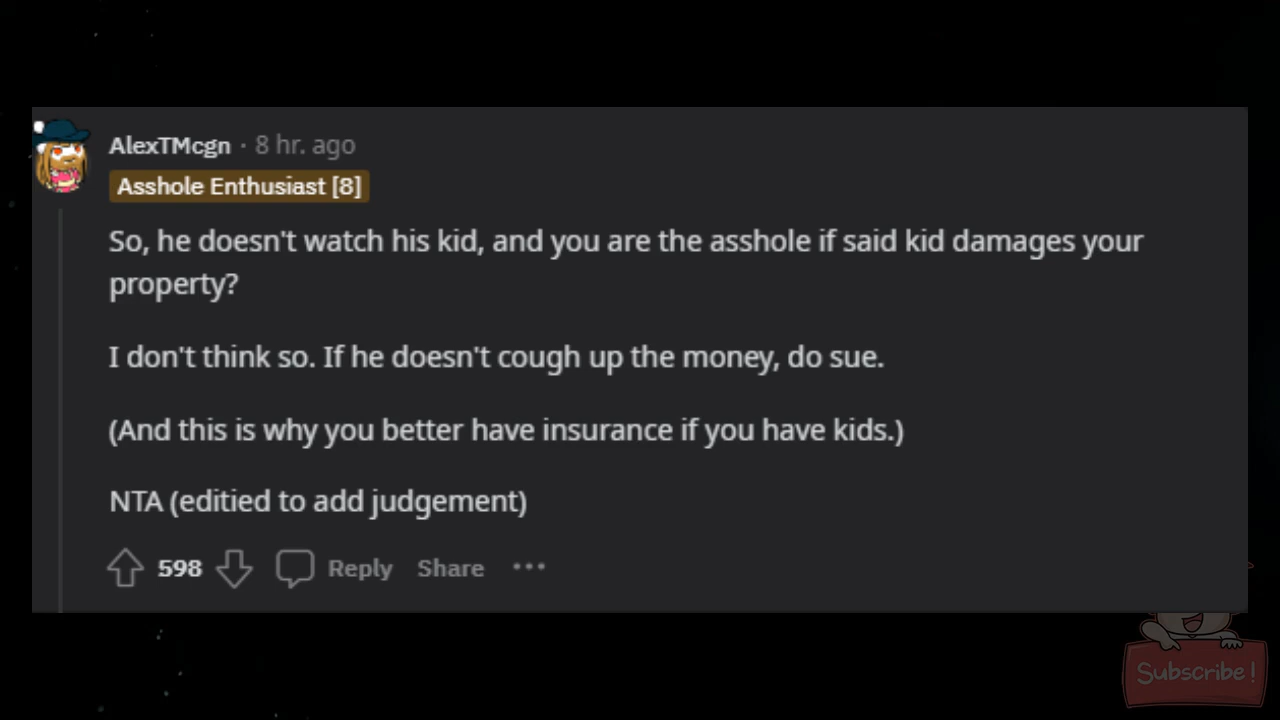 AlexTMcgn · 8 hr. ago
Asshole Enthusiast [8]
So, he doesn't watch his kid, and you are the asshole if said kid damages your
property?
I don't think so. If he doesn't cough up the money, do sue.
(And this is why you better have insurance if you have kids.)
NTA (editied to add judgement)
598 Reply Share ···
Subscribe!